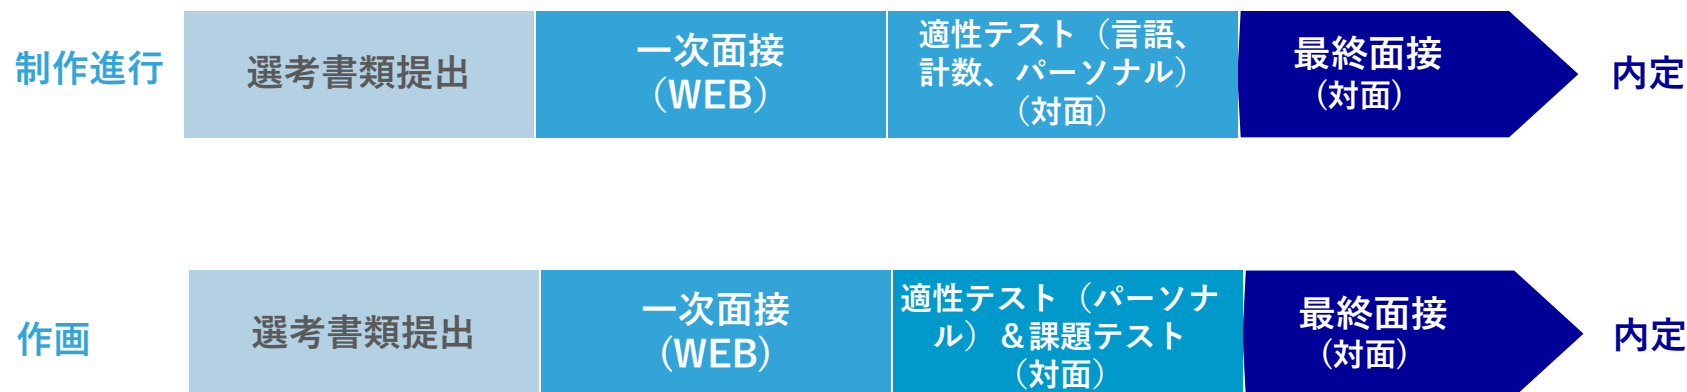 制作進行
選考書類提出
一次面接
（WEB）
適性テスト（言語、
計数、パーソナル）
（対面）
最終面接
（対面）
内定
作画
選考書類提出
一次面接
(WEB)
適性テスト（パーソナ
ル）＆課題テスト
（対面）
最終面接
（対面）
内定